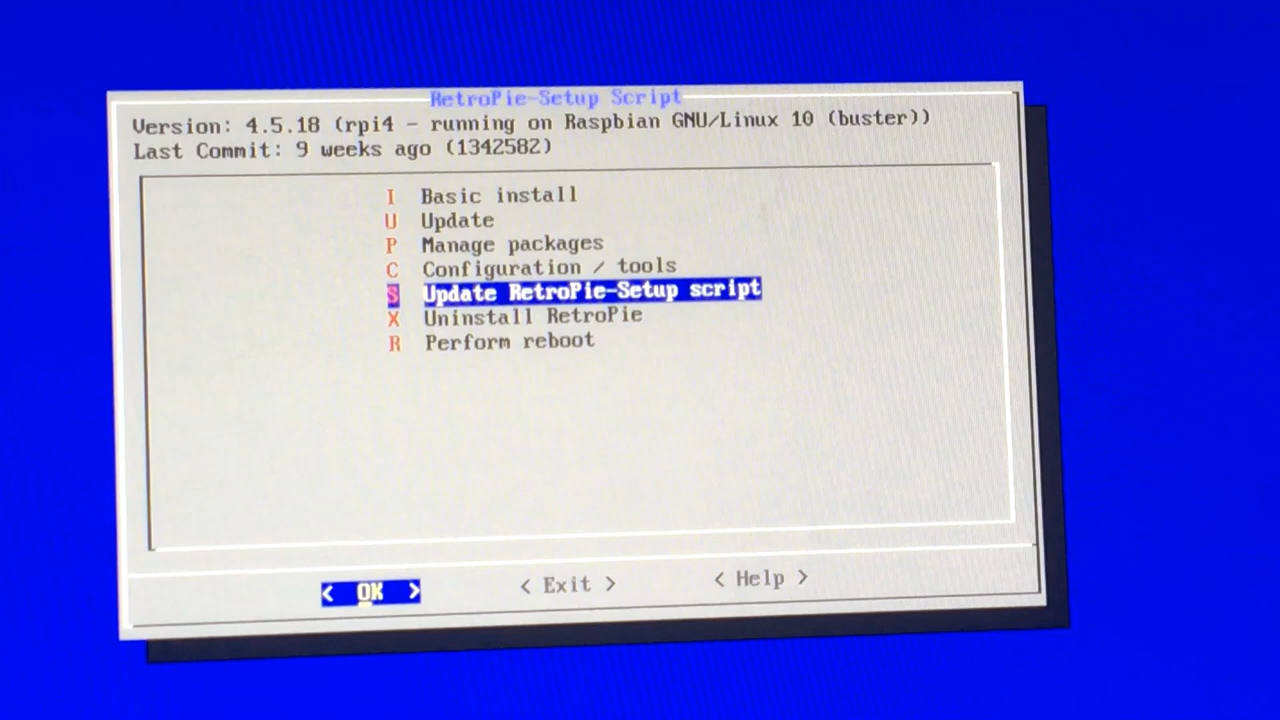 RetroPie-Setup Script
Version: 4.5.18 (rpi4 - running on Raspbian GNU/Linux 10 (buster))
Last Commit: 9 weeks ago (1342582)
I Basic install
U Update
P Manage packages
C Configuration / tools
S Update RetroPie-Setup script
X Uninstall RetroPie
R Perform reboot
< OK > < Exit > < Help >